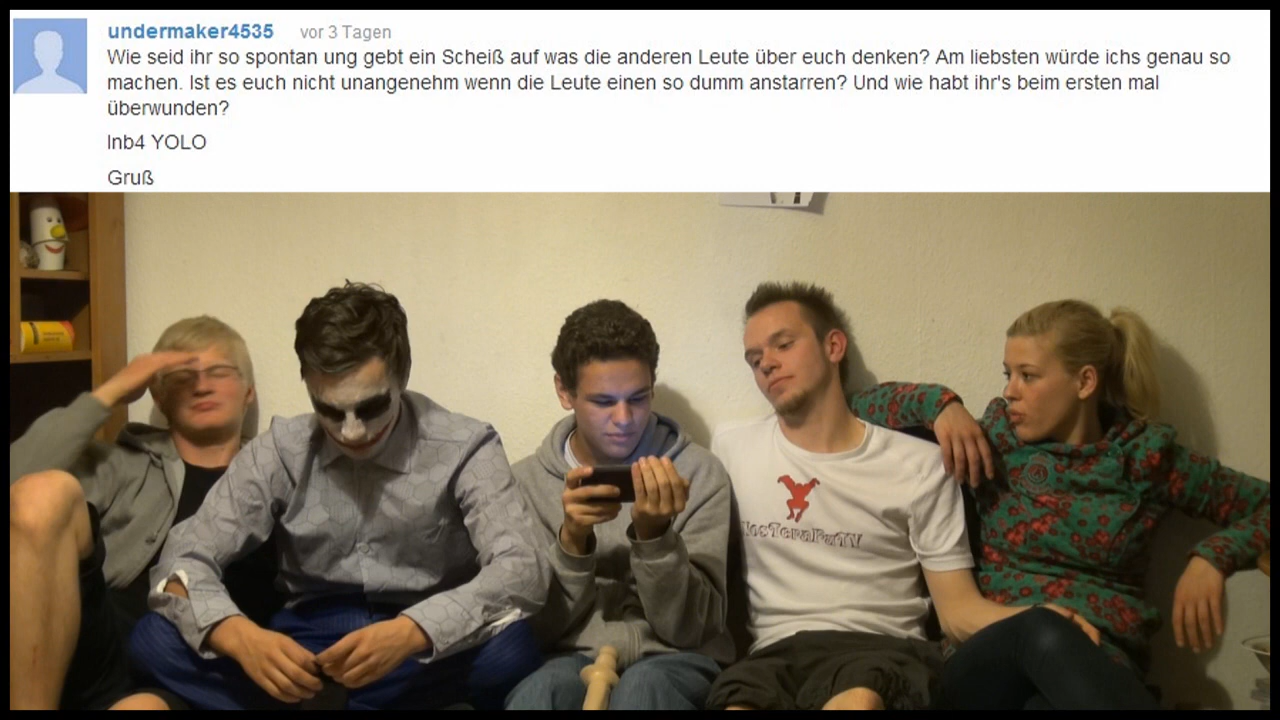 undermaker4535 vor 3 Tagen
Wie seid ihr so spontan ung gebt ein Scheiß auf was die anderen Leute über euch denken? Am liebsten würde ichs genau so
machen. Ist es euch nicht unangenehm wenn die Leute einen so dumm anstarren? Und wie habt ihr's beim ersten mal
überwunden?
Inb4 YOLO
Gruß